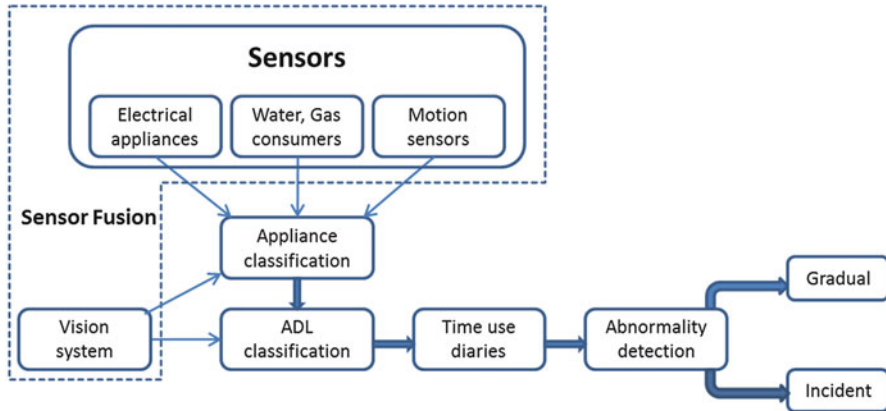 Sensors
Electrical
appliances
Water, Gas
consumers
Motion
sensors
Sensor Fusion
Appliance
classification
Vision
system
ADL
classification
Time use
diaries
Abnormality
detection
Gradual
Incident